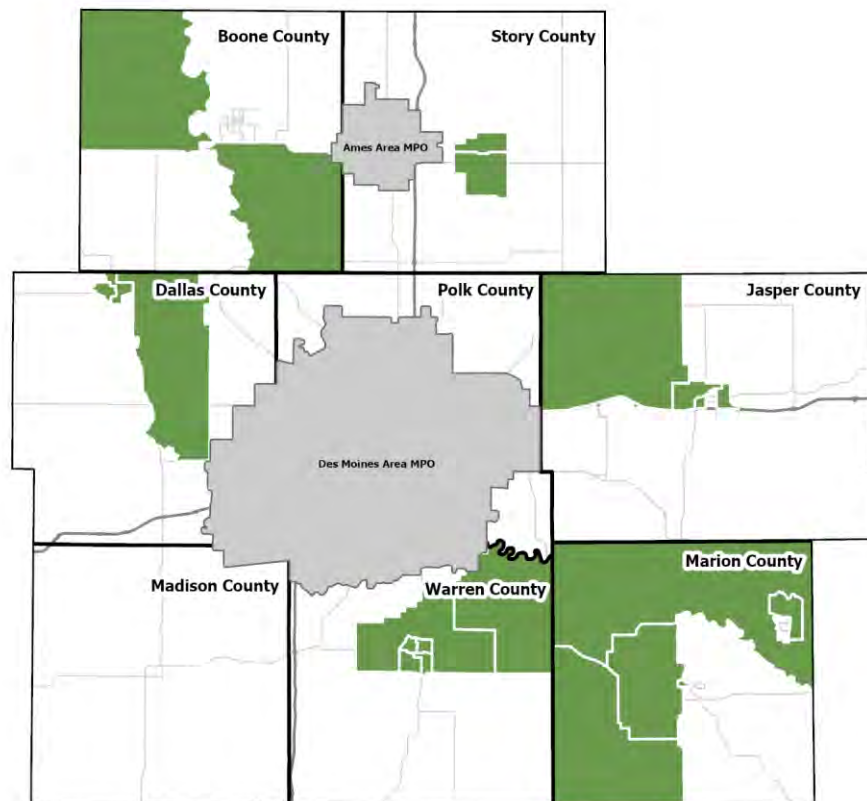 Boone County
Story County
Ames Area MPO
Dallas County
Polk County
Jasper County
Des Moines Area MPO
Madison County
Warren County
Marion County